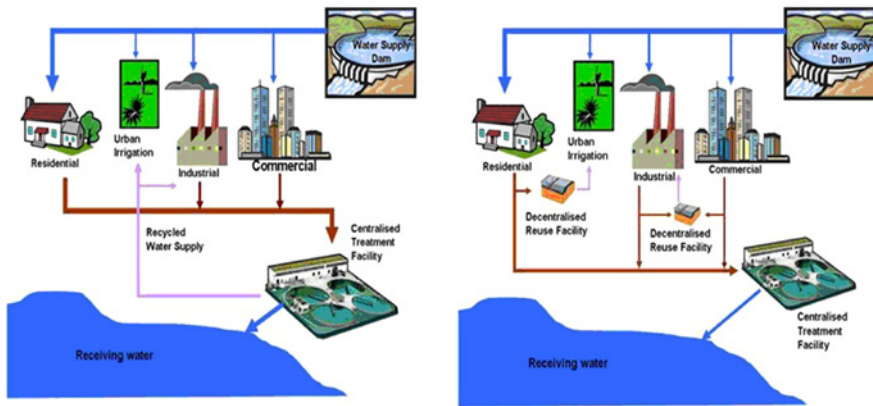 Water Supply
Dam
Residential
Urban
Irrigation
Industrial
Commercial
Recycled
Water Supply
Centralised
Treatment
Facility
Receiving water
Water Supply
Dam
Residential
Urban
Irrigation
Industrial
Commercial
Decentralised
Reuse Facility
Decentralised
Reuse Facility
Centralised
Treatment
Facility
Receiving water